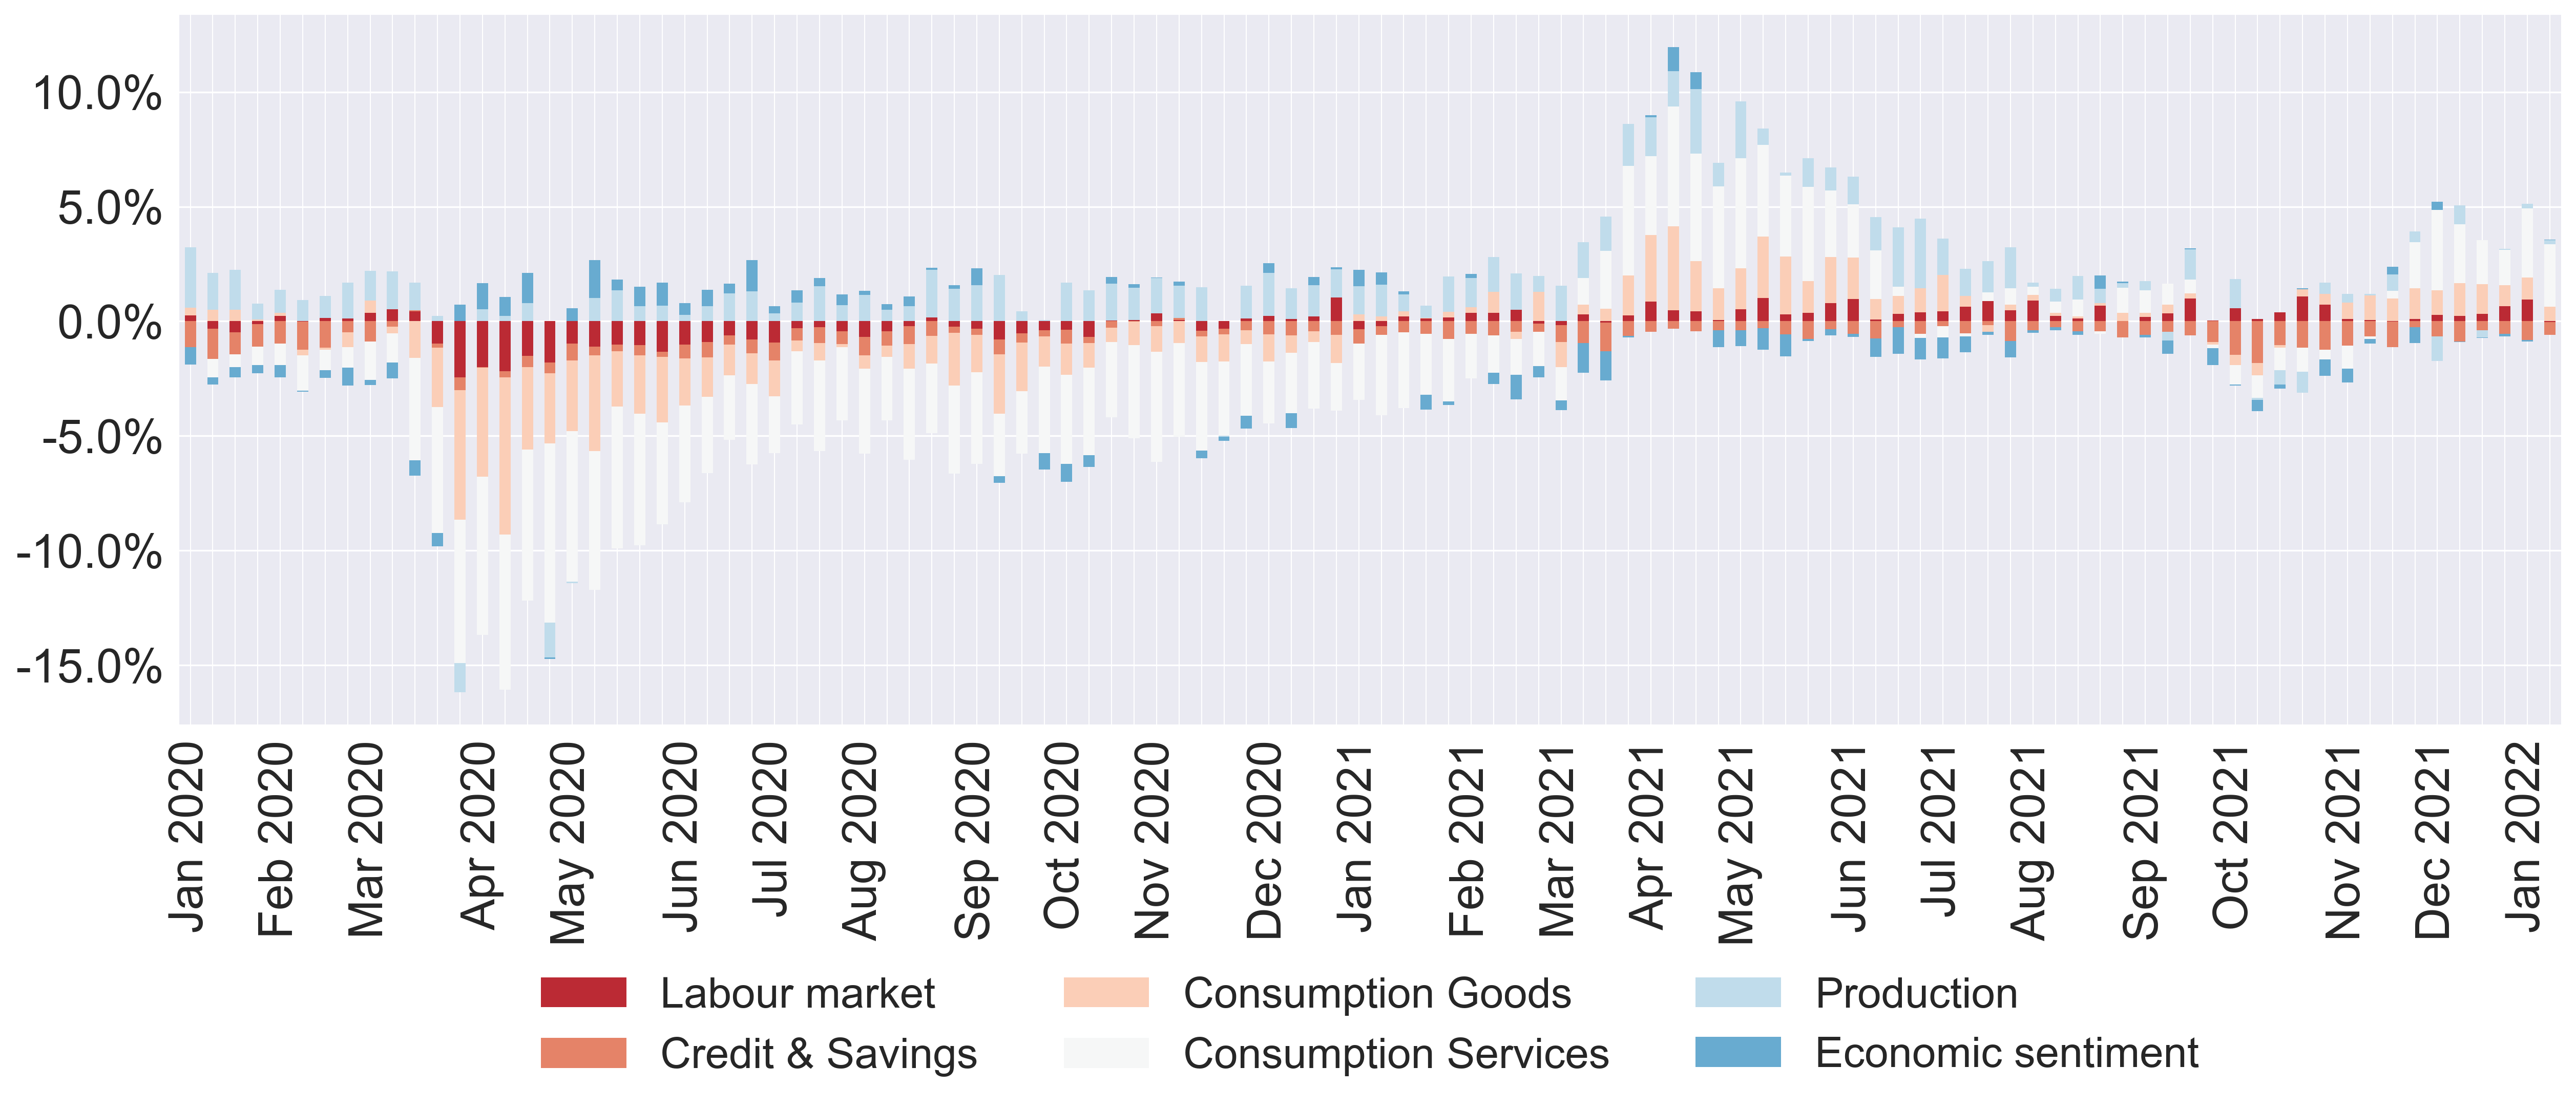 10.0%
5.0%
0.0%
-5.0%
-10.0%
-15.0%
Jan 2020
Feb 2020
Mar 2020
Apr 2020
May 2020
Jun 2020
Jul 2020
Aug 2020
Sep 2020
Oct 2020
Nov 2020
Dec 2020
Jan 2021
Feb 2021
Mar 2021
Apr 2021
May 2021
Jun 2021
Jul 2021
Aug 2021
Sep 2021
Oct 2021
Nov 2021
Dec 2021
Jan 2022
Labour market
Consumption Goods
Production
Credit & Savings
Consumption Services
Economic sentiment